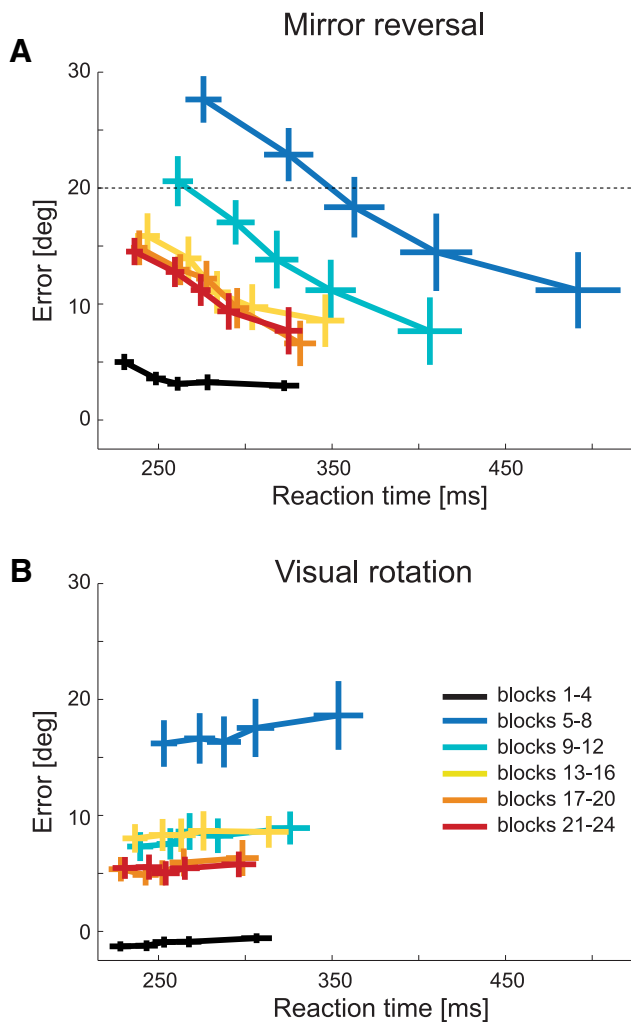 Mirror reversal
A
30
20
10
0
Error [deg]
250
350
450
Reaction time [ms]
B
Visual rotation
30
20
10
0
Error [deg]
blocks 1-4
blocks 5-8
blocks 9-12
blocks 13-16
blocks 17-20
blocks 21-24
250
350
450
Reaction time [ms]